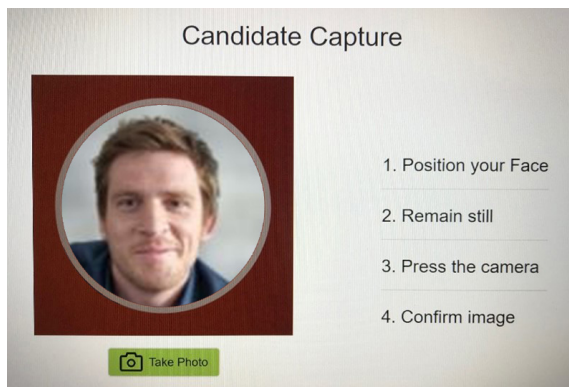 Candidate Capture
1. Position your Face
2. Remain still
3. Press the camera
4. Confirm image
Take Photo